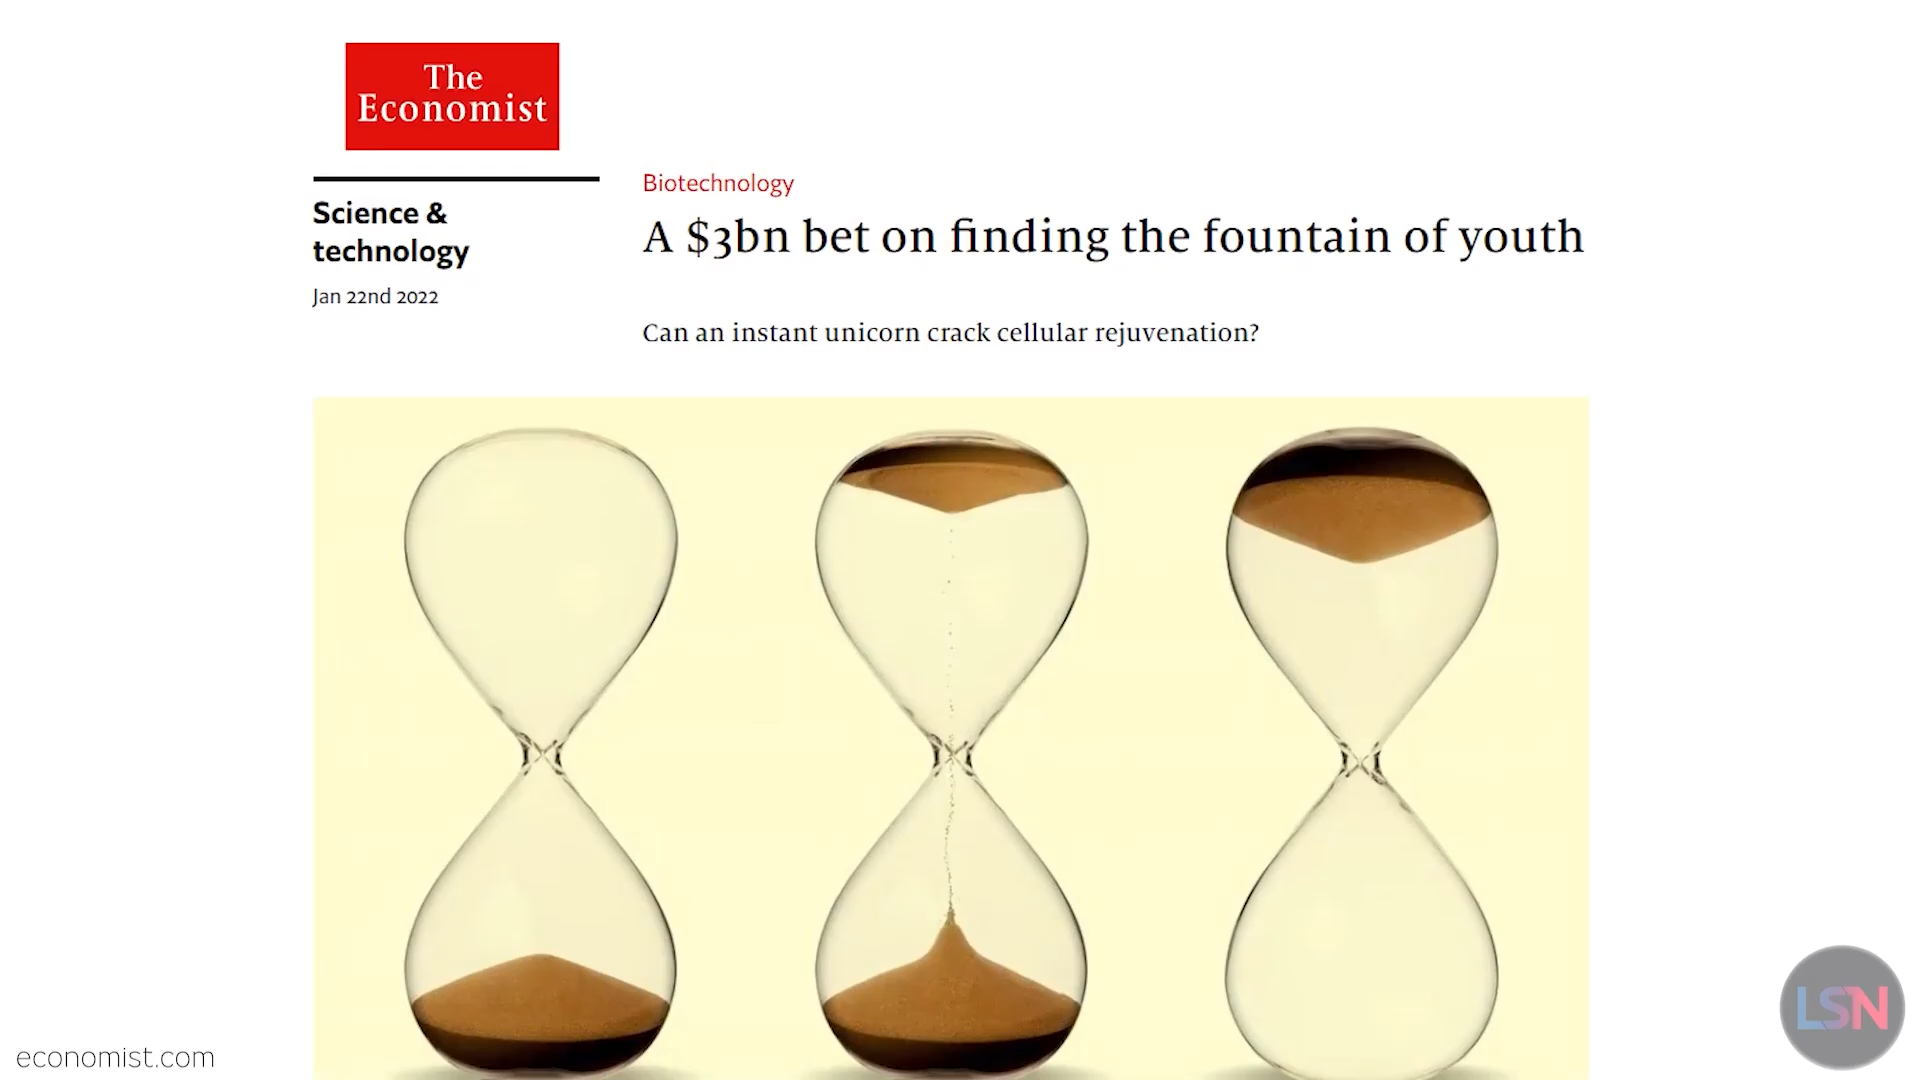 The
Economist
Science &
technology
Jan 22nd 2022
Biotechnology
A $3bn bet on finding the fountain of youth
Can an instant unicorn crack cellular rejuvenation?
economist.com
LSN